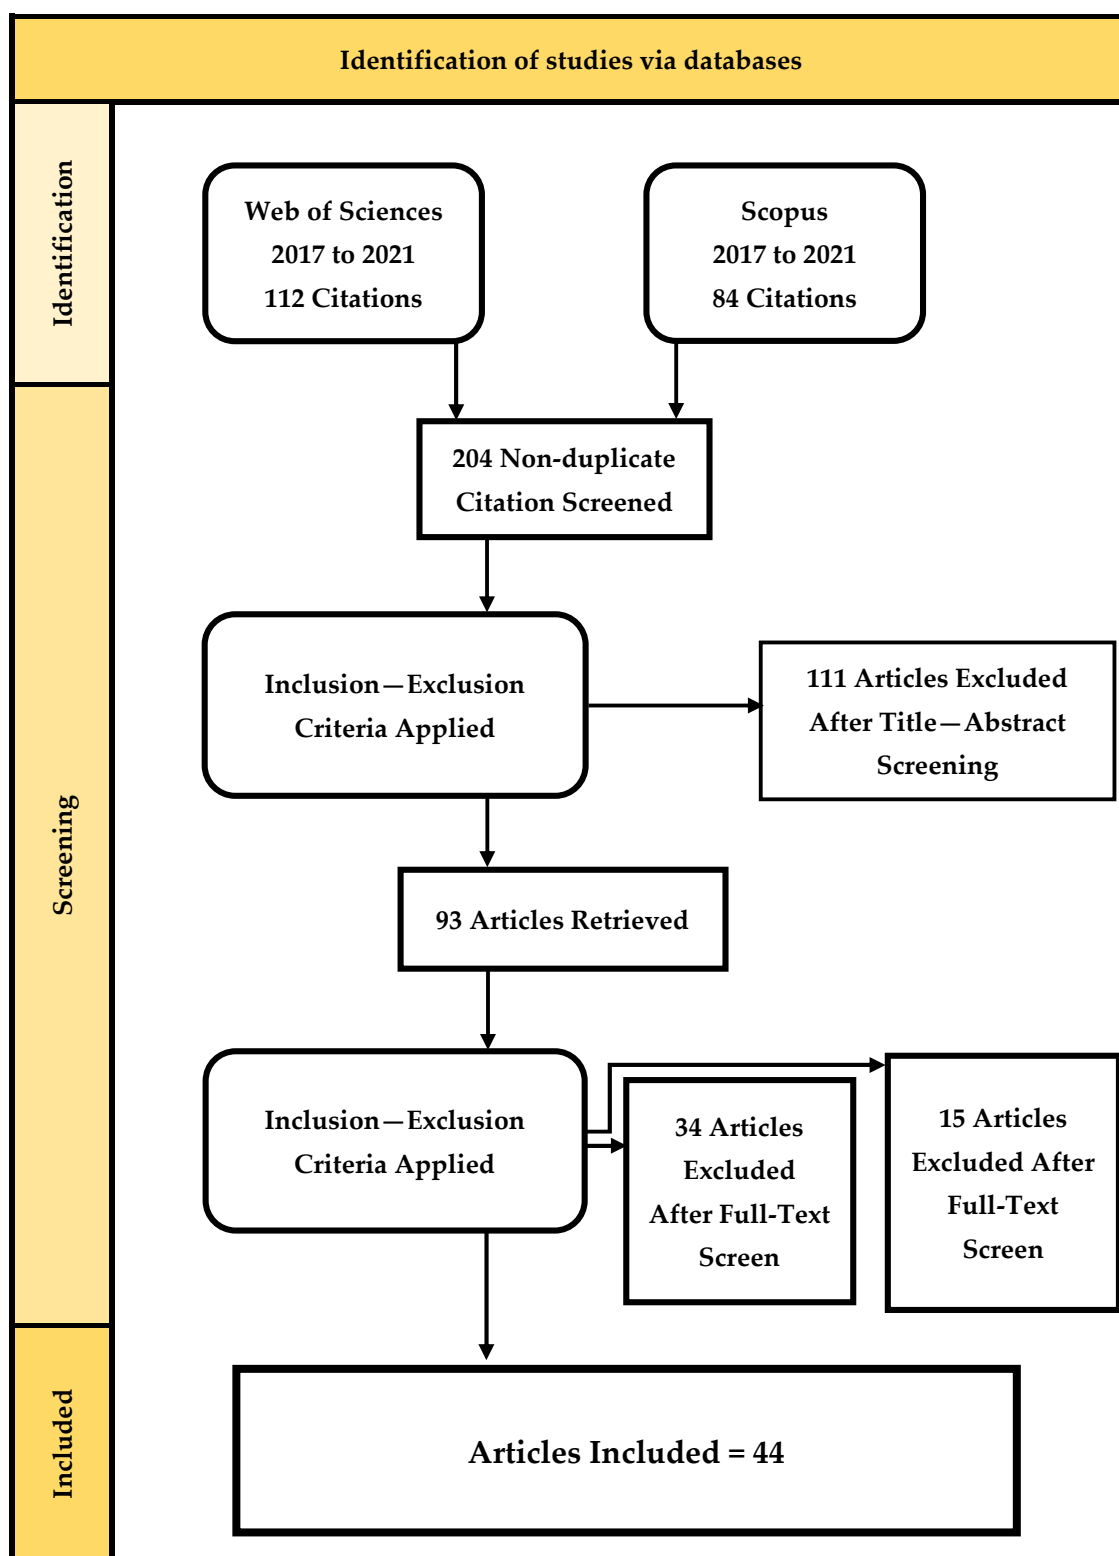 Identification of studies via databases
Identification
Web of Sciences
2017 to 2021
112 Citations
Scopus
2017 to 2021
84 Citations
Screening
204 Non-duplicate
Citation Screened
Inclusion—Exclusion
Criteria Applied
111 Articles Excluded
After Title—Abstract
Screening
93 Articles Retrieved
Inclusion—Exclusion
Criteria Applied
34 Articles
Excluded
After Full-Text
Screen
15 Articles
Excluded After
Full-Text
Screen
Included
Articles Included = 44